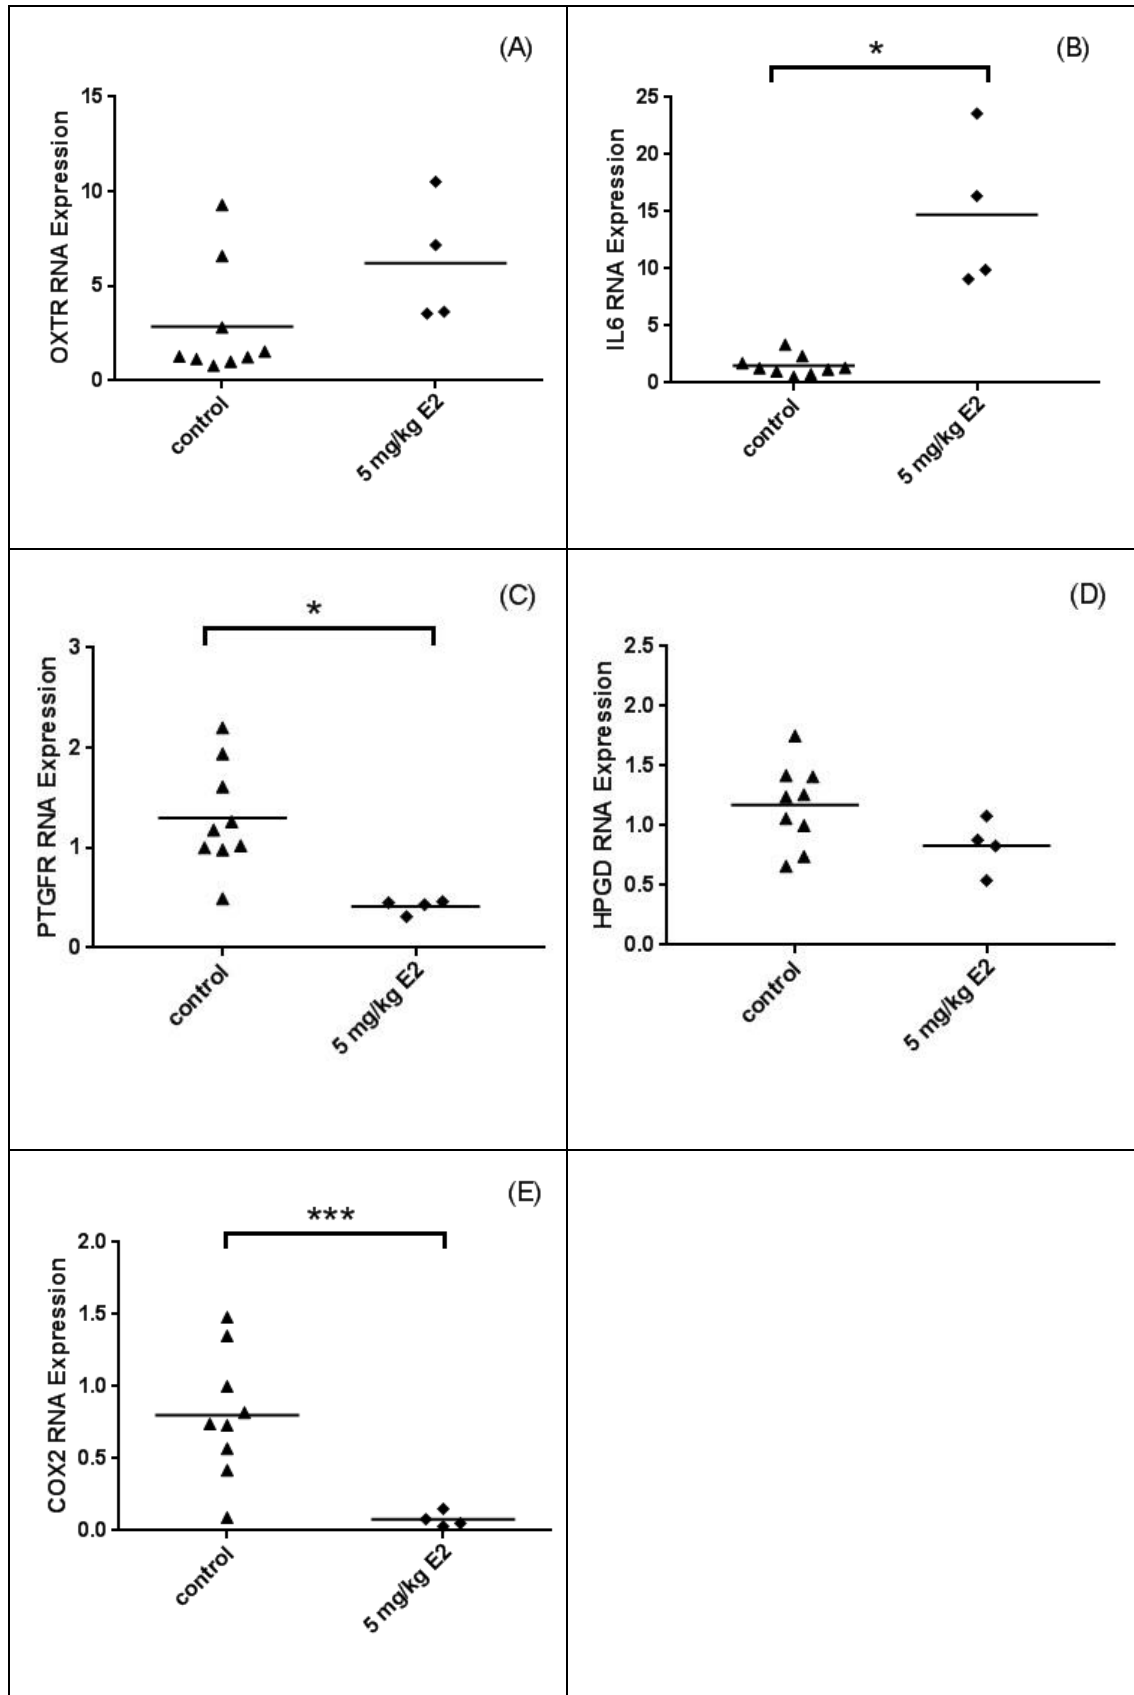 (A)
15
10
5
0
OXTR RNA Expression
control
5 mg/kg E2
(B)
*
25
20
15
10
5
0
IL6 RNA Expression
control
5 mg/kg E2
(C)
*
3
2
1
0
PTGFR RNA Expression
control
5 mg/kg E2
(D)
2.5
2.0
1.5
1.0
0.5
0.0
HPGD RNA Expression
control
5 mg/kg E2
(E)
***
2.0
1.5
1.0
0.5
0.0
COX2 RNA Expression
control
5 mg/kg E2